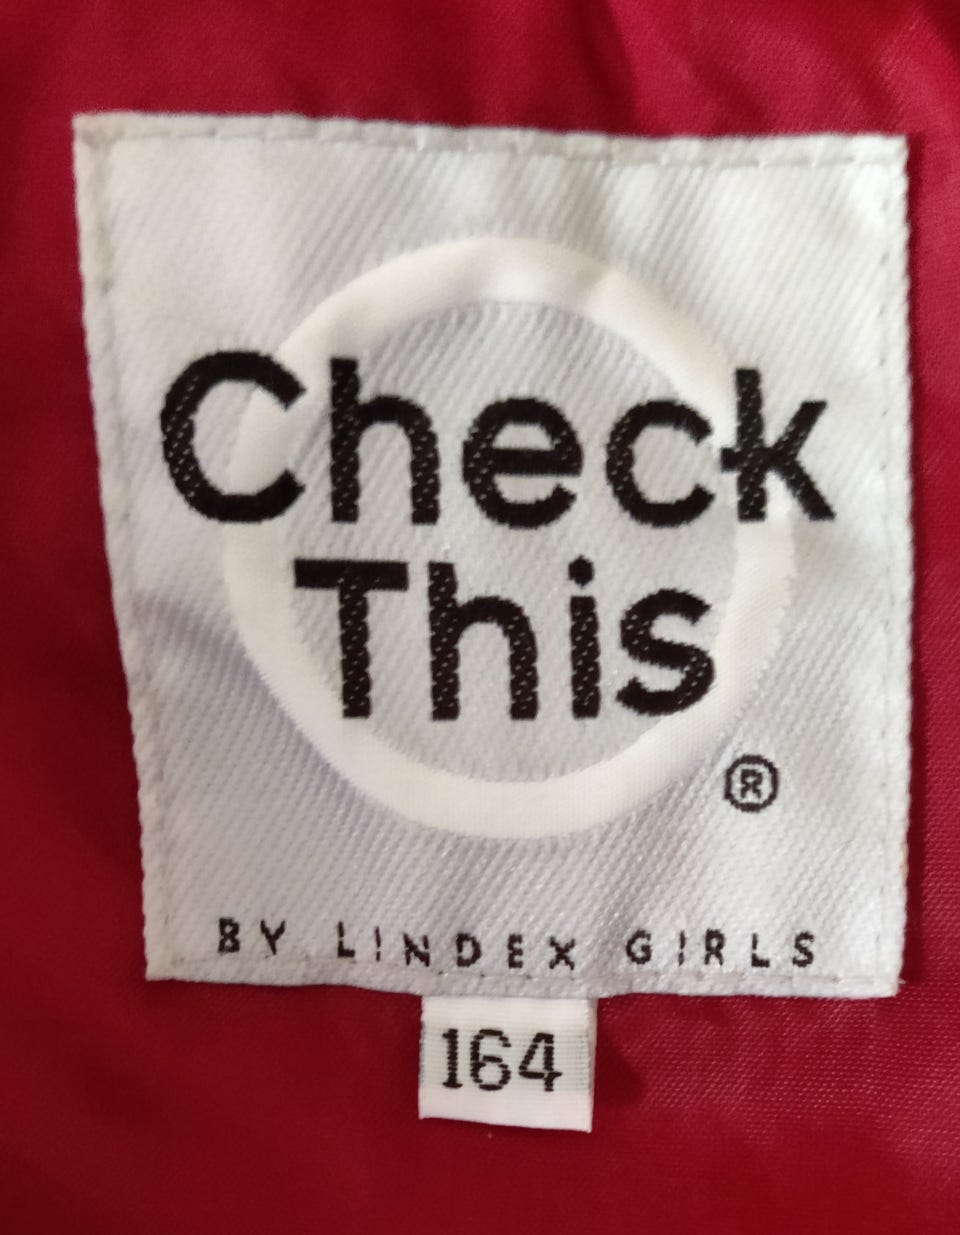 Check
This
®
BY LINDEX GIRLS
164